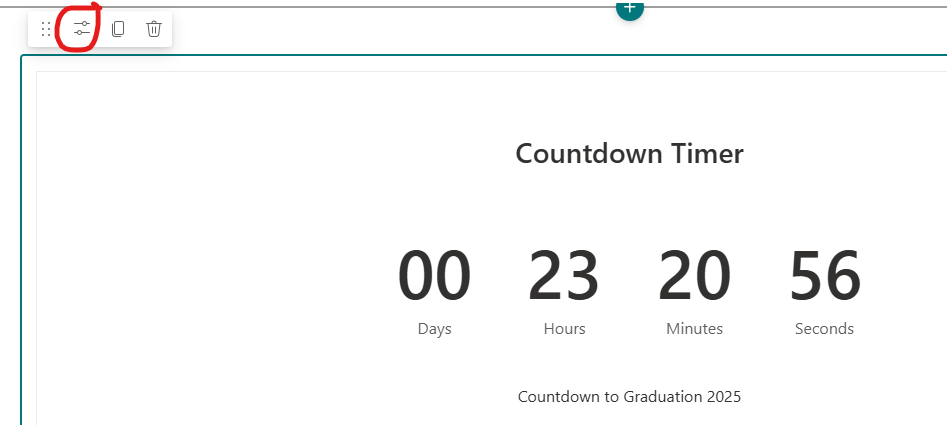 Countdown Timer
00 23 20 56
Days Hours Minutes Seconds
Countdown to Graduation 2025